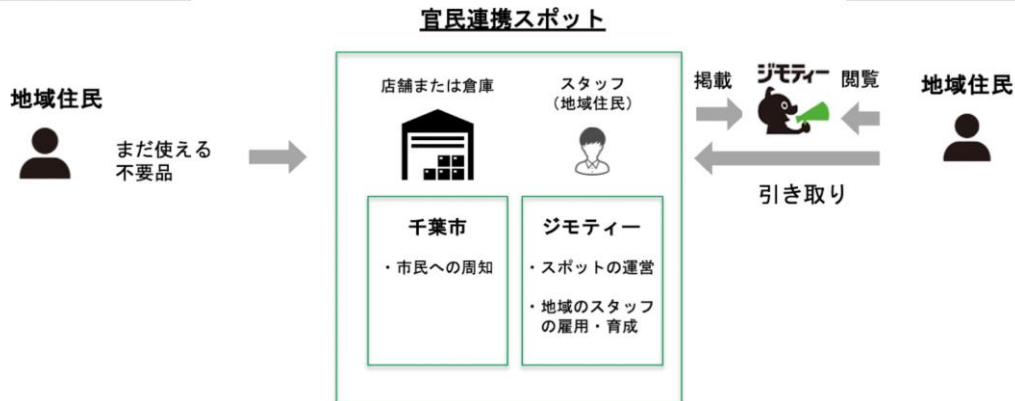 官民連携スポット
地域住民
まだ使える
不要品
店舗または倉庫
スタッフ
（地域住民）
千葉市
・市民への周知
ジモティー
・スポットの運営
・地域のスタッフ
の雇用・育成
掲載
ジモティー
閲覧
引き取り
地域住民